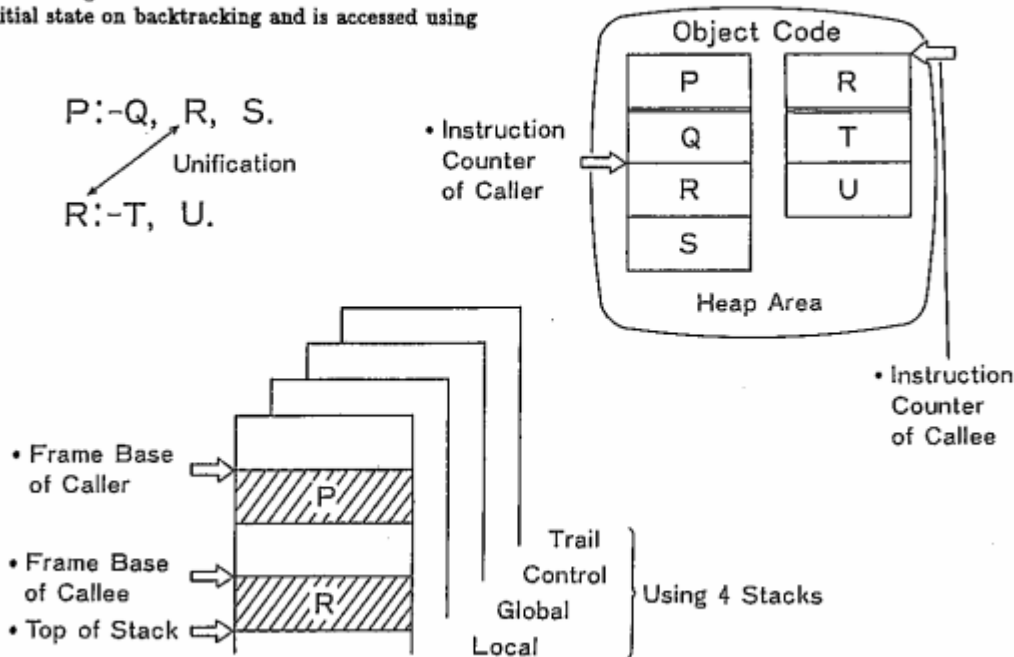 itial state on backtracking and is accessed using
P:-Q, R, S.
Unification
R:-T, U.
Object Code
P
Q
R
S
R
T
U
Heap Area
• Instruction
Counter
of Caller
• Instruction
Counter
of Callee
• Frame Base
of Caller
P
• Frame Base
of Callee
R
• Top of Stack
Trail
Control
Global
Local
Using 4 Stacks